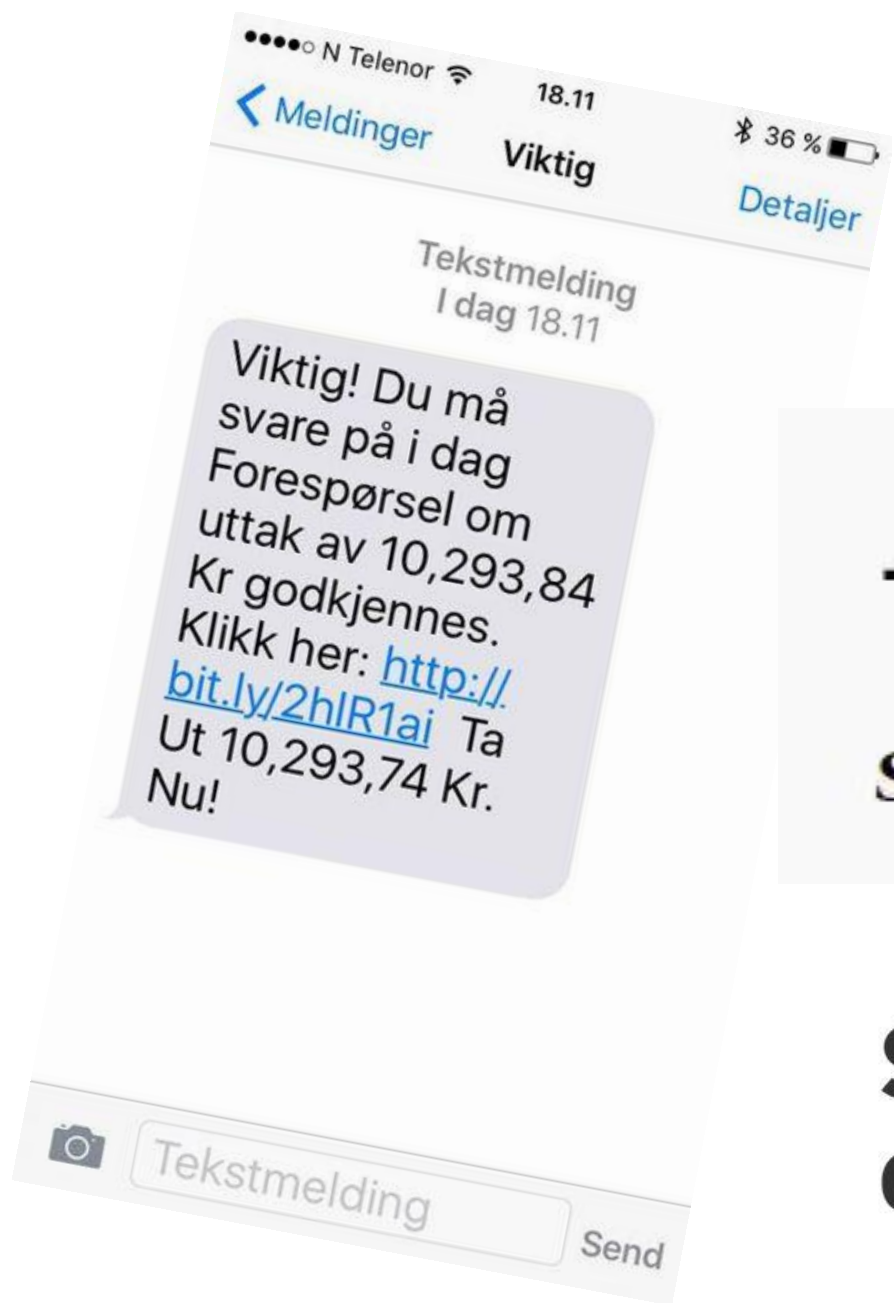 N Telenor 18.11 36 %
Meldinger Viktig Detaljer
Tekstmelding
I dag 18.11
Viktig! Du må
svare på i dag
Forespørsel om
uttak av 10,293,84
Kr godkjennes.
Klikk her: http://
bit.ly/2hlR1ai Ta
Ut 10,293,74 Kr.
Nu!
Tekstmelding Send